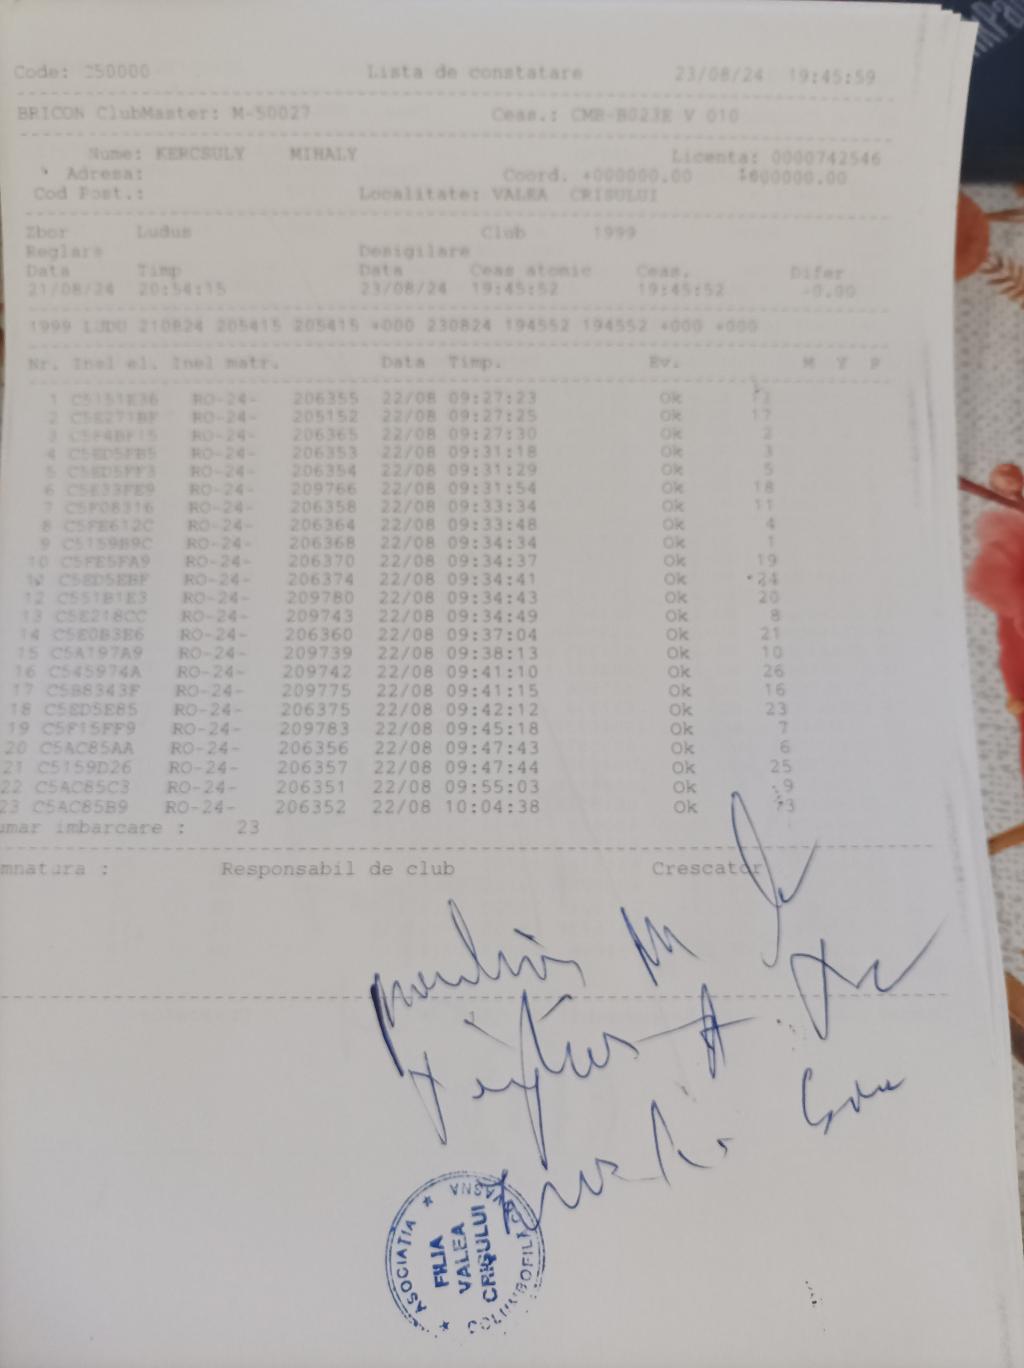 Code: 250000 Lista de constatare 23/08/24 19:45:59
BRICON ClubMaster: M-50027 Ceas.: CMR-B023E V 010
Nume: KERCSULY MIHALY Licenta: 0000742546
Adresa: Coord. +000000.00 +000000.00
Cod Post.: Localitate: VALEA CRISULUI
Zbor Ludus Club 1999
Reglare Desigilare
Data Timp Data Ceas atomic Ceas. Difer
21/08/24 20:54:15 23/08/24 19:45:52 19:45:52 -0.00
1999 LUDU 210824 205415 205415 +000 230824 194552 194552 +000 +000
Nr. Inel el. Inel matr. Data Timp. Ev. M Y P
1 C5151E36 RO-24- 206355 22/08 09:27:23 Ok
2 C5E271BF RO-24- 205152 22/08 09:27:25 Ok 17
3 C5F4BF15 RO-24- 206365 22/08 09:27:30 Ok 2
4 C5ED5FB5 RO-24- 206353 22/08 09:31:18 Ok 3
5 C5ED5FF3 RO-24- 206354 22/08 09:31:29 Ok 5
6 C5E33FE9 RO-24- 209766 22/08 09:31:54 Ok 18
7 C5F08316 RO-24- 206358 22/08 09:33:34 Ok 11
8 C5FE612C RO-24- 206364 22/08 09:33:48 Ok 4
9 C5159B9C RO-24- 206368 22/08 09:34:34 Ok 1
10 C5FE5FA9 RO-24- 206370 22/08 09:34:37 Ok 19
C5ED5EBF RO-24- 206374 22/08 09:34:41 Ok 24
12 C551B1E3 RO-24- 209780 22/08 09:34:43 Ok 20
13 C5E218CC RO-24- 209743 22/08 09:34:49 Ok 8
14 C5E0B3E6 RO-24- 206360 22/08 09:37:04 Ok 21
15 C5A197A9 RO-24- 209739 22/08 09:38:13 Ok 10
16 C545974A RO-24- 209742 22/08 09:41:10 Ok 26
17 C5B8343F RO-24- 209775 22/08 09:41:15 Ok 16
18 C5ED5E85 RO-24- 206375 22/08 09:42:12 Ok 23
19 C5F15FF9 RO-24- 209783 22/08 09:45:18 Ok 7
20 C5AC85AA RO-24- 206356 22/08 09:47:43 Ok 6
21 C5159D26 RO-24- 206357 22/08 09:47:44 Ok 25
22 C5AC85C3 RO-24- 206351 22/08 09:55:03 Ok 9
23 C5AC85B9 RO-24- 206352 22/08 10:04:38 Ok
umar imbarcare : 23
mnatura : Responsabil de club Crescator
ASOCIAȚIA
FILIA
VALEA
CRIȘULUI